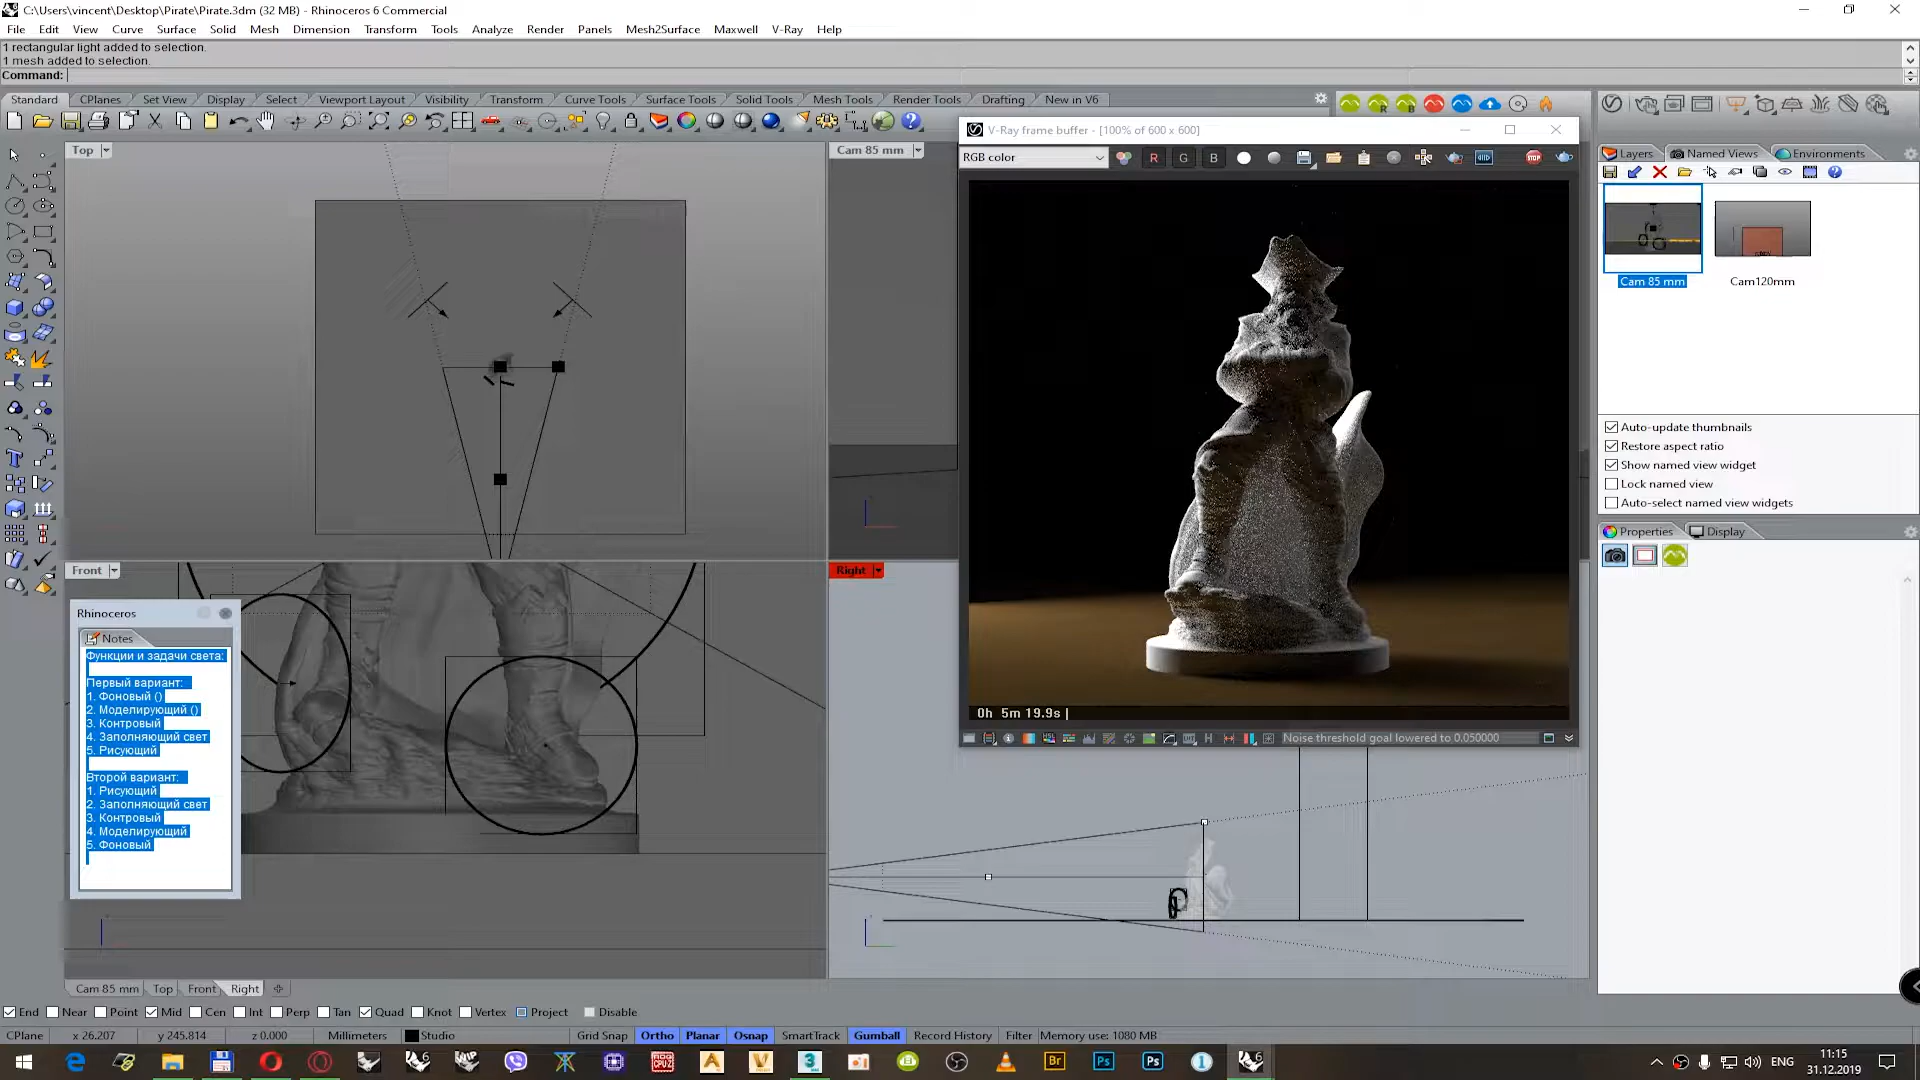 C:\Users\vincent\Desktop\Pirate\Pirate.3dm (32 MB) - Rhinoceros 6 Commercial
File Edit View Curve Surface Solid Mesh Dimension Transform Tools Analyze Render Panels Mesh2Surface Maxwell V-Ray Help
1 rectangular light added to selection.
1 mesh added to selection.
Command:
Standard CPlanes Set View Display Select Viewport Layout Visibility Transform Curve Tools Surface Tools Solid Tools Mesh Tools Render Tools Drafting New in V6
Top
Cam 85 mm
V-Ray frame buffer - [100% of 600 x 600]
RGB color
R G B
0h 5m 19.9s |
Noise threshold goal lowered to 0.050000
Layers Named Views Environments
Cam 85 mm
Cam120mm
Auto-update thumbnails
Restore aspect ratio
Show named view widget
Lock named view
Auto-select named view widgets
Properties Display
Front
Right
Rhinoceros
Notes
Функции и задачи света:
Первый вариант:
1. Фоновый ()
2. Моделирующий ()
3. Контровый
4. Заполняющий свет
5. Рисующий
Второй вариант:
1. Рисующий
2. Заполняющий свет
3. Контровый
4. Моделирующий
5. Фоновый
Cam 85 mm Top Front Right
End Near Point Mid Cen Int Perp Tan Quad Knot Vertex Project Disable
CPlane x 26.207 y 245.814 z 0.000 Millimeters Studio Grid Snap Ortho Planar Osnap SmartTrack Gumball Record History Filter Memory use: 1080 MB
ENG
11:15
31.12.2019